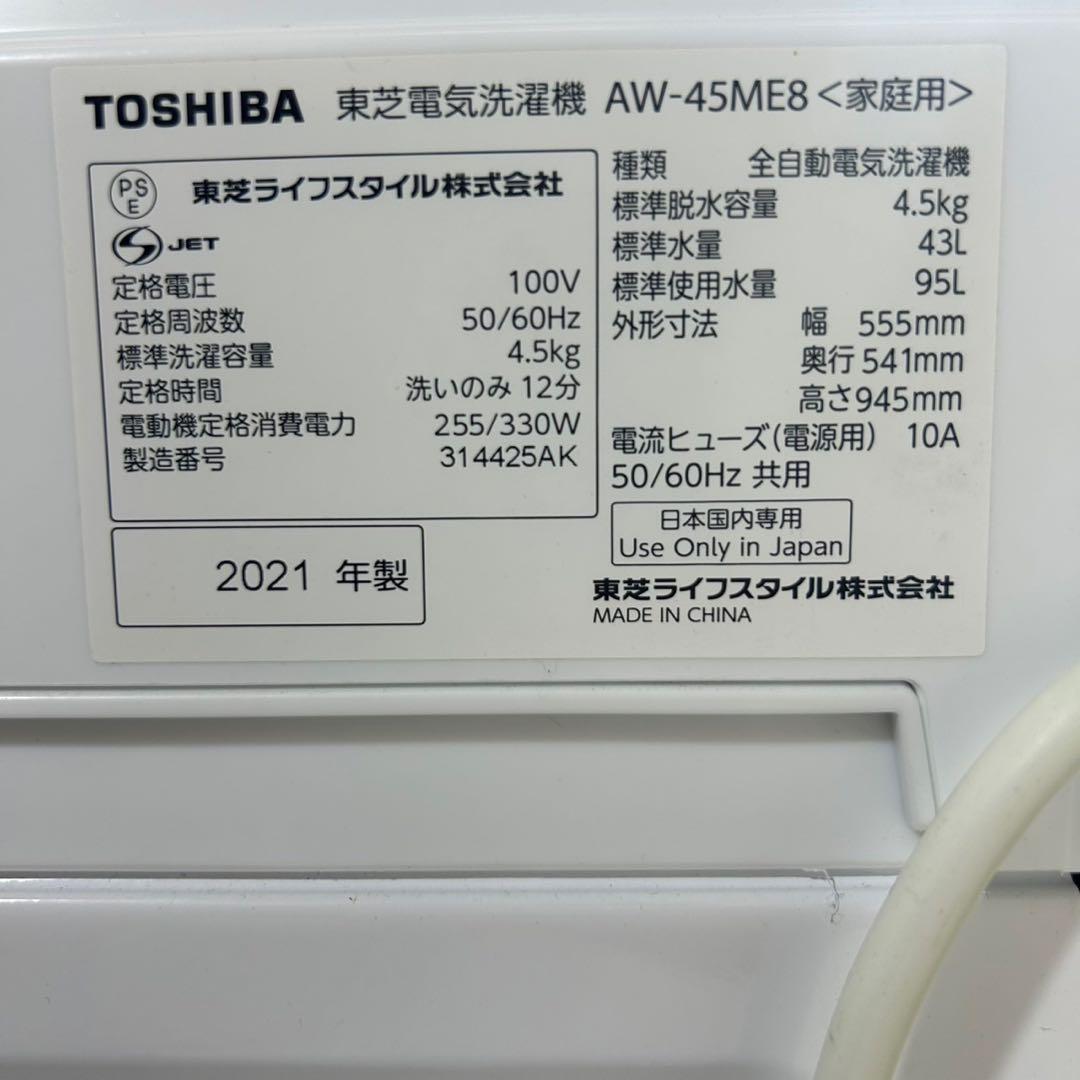 TOSHIBA 東芝電気洗濯機 AW-45ME8<家庭用>
PS
E
東芝ライフスタイル株式会社
S JET
定格電圧 100V
定格周波数 50/60Hz
標準洗濯容量 4.5kg
定格時間 洗いのみ 12分
電動機定格消費電力 255/330W
製造番号 314425AK
2021 年製
種類 全自動電気洗濯機
標準脱水容量 4.5kg
標準水量 43L
標準使用水量 95L
外形寸法 幅 555mm
奥行 541mm
高さ 945mm
電流ヒューズ(電源用) 10A
50/60Hz 共用
日本国内専用
Use Only in Japan
東芝ライフスタイル株式会社
MADE IN CHINA